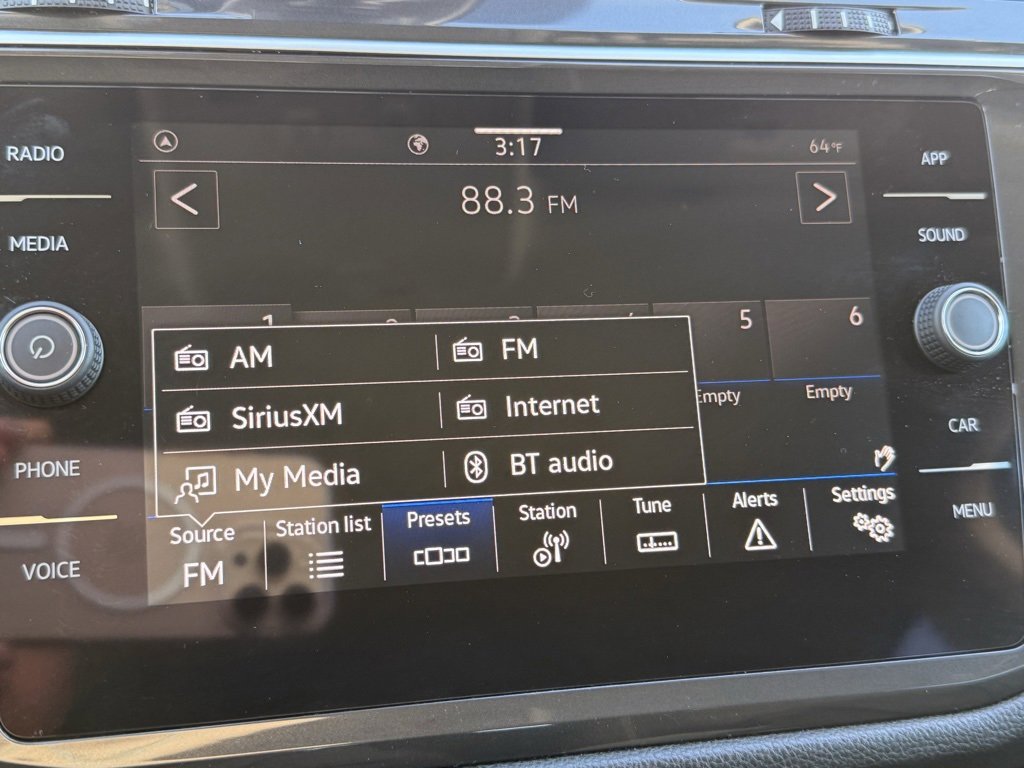 RADIO
MEDIA
PHONE
VOICE
3:17
64°F
88.3 FM
1
5
6
Empty
Empty
AM
FM
SiriusXM
Internet
My Media
BT audio
Source
FM
Station list
Presets
Station
Tune
Alerts
Settings
APP
SOUND
CAR
MENU